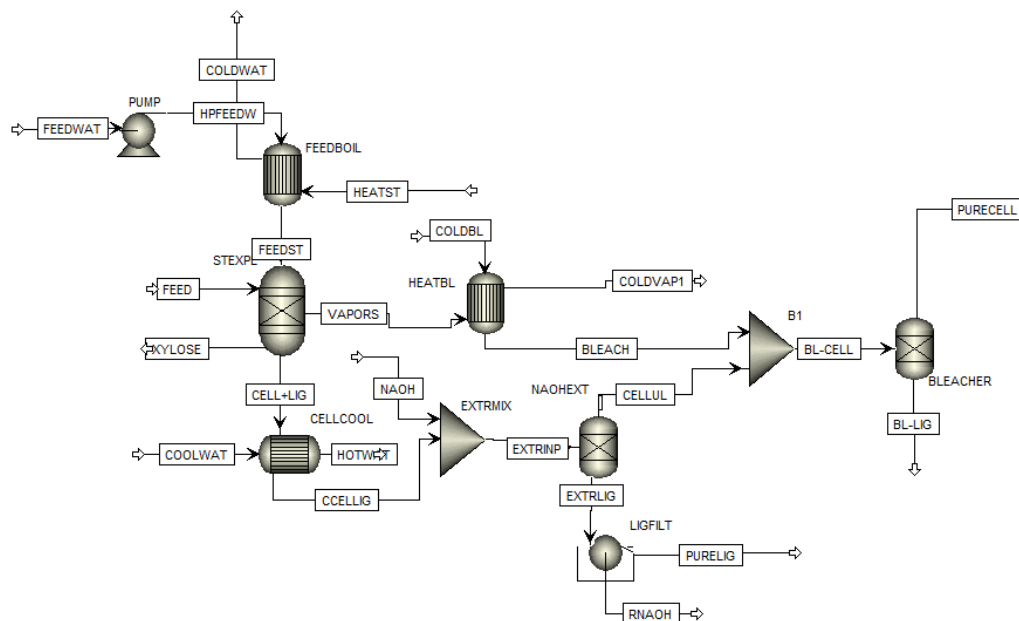 COLDWAT
PUMP
HPFEEDW
FEEDWAT
FEEDBOIL
HEATST
PURECELL
COLDBL
FEEDST
STEXPL
HEATBL
COLDVAP1
FEED
VAPORS
B1
XYLOSE
BLEACH
BL-CELL
NAOH
NAOHEXT
BLEACHER
CELL+LIG
CELLUL
EXTRMIX
CELLCOOL
BL-LIG
COOLWAT
HOTWAT
EXTRINP
CCELLIG
EXTRLIG
LIGFILT
PURELIG
RNAOH